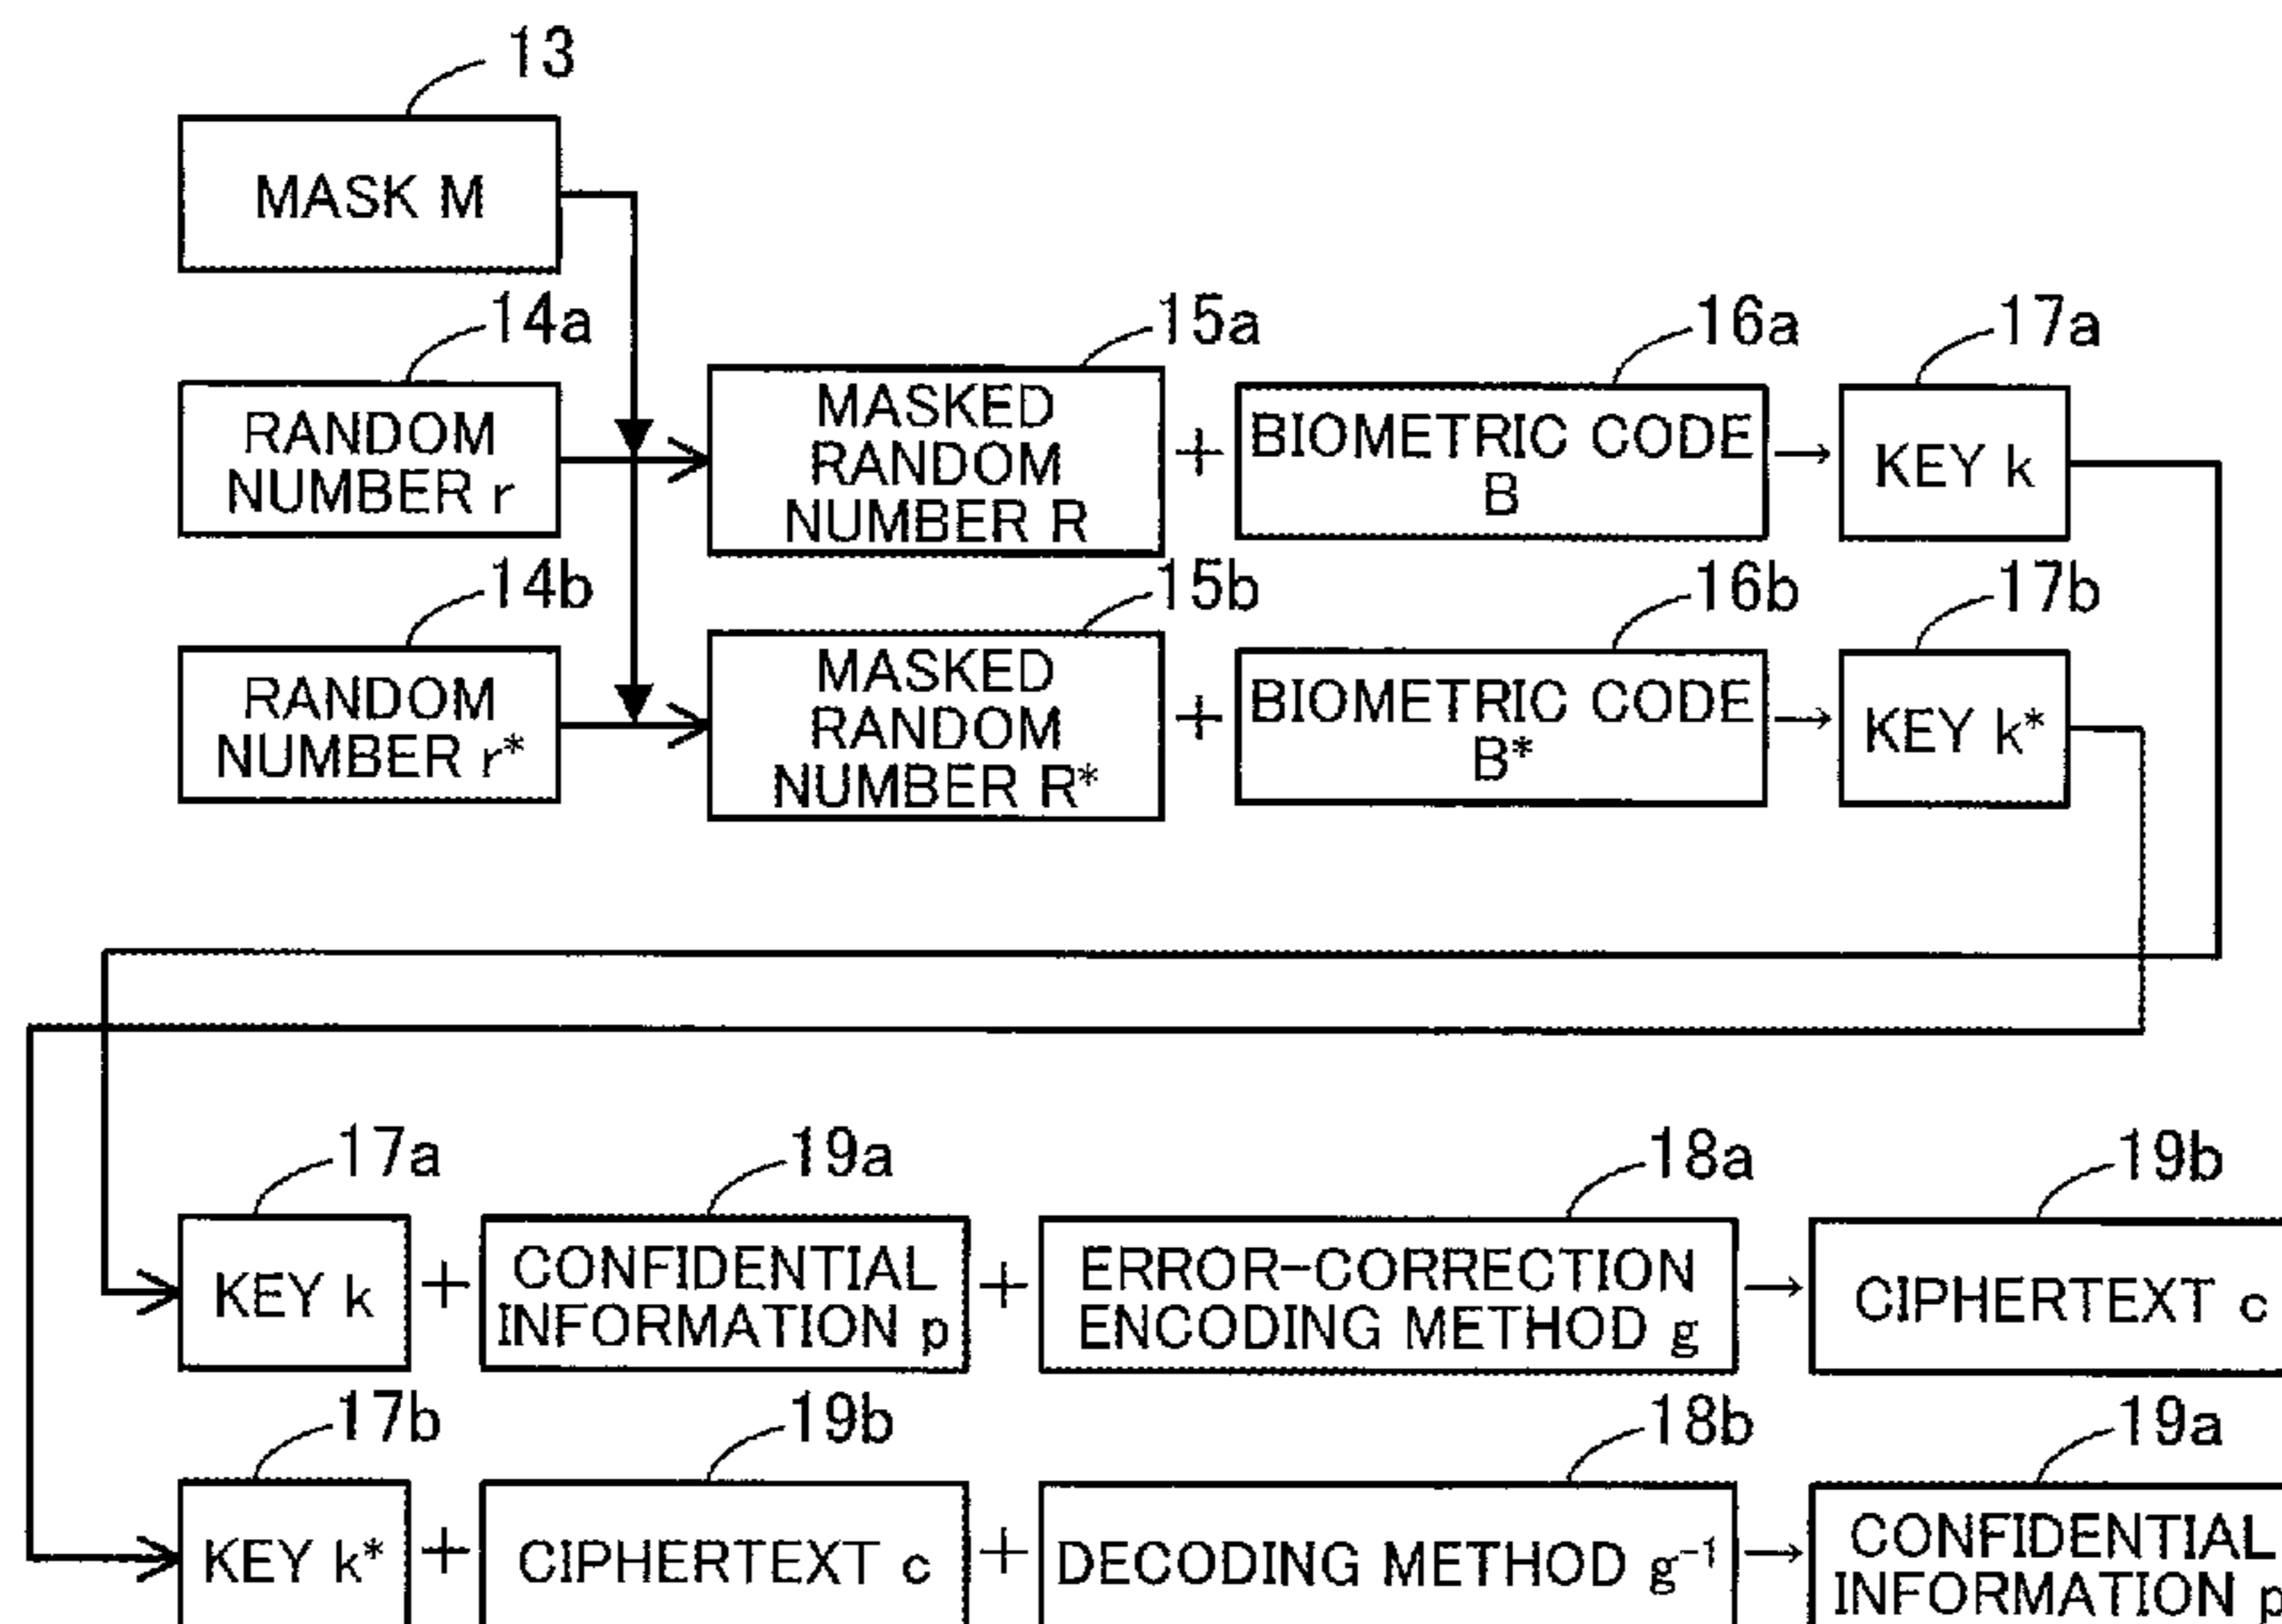 13
MASK M
14a
15a
16a
17a
RANDOM
NUMBER r
MASKED
RANDOM
NUMBER R
+
BIOMETRIC CODE
B
→
KEY k
14b
15b
16b
17b
RANDOM
NUMBER r*
MASKED
RANDOM
NUMBER R*
+
BIOMETRIC CODE
B*
→
KEY k*
17a
19a
18a
19b
KEY k
+
CONFIDENTIAL
INFORMATION p
+
ERROR-CORRECTION
ENCODING METHOD g
→
CIPHERTEXT c
17b
19b
18b
19a
KEY k*
+
CIPHERTEXT c
+
DECODING METHOD g⁻¹
→
CONFIDENTIAL
INFORMATION p